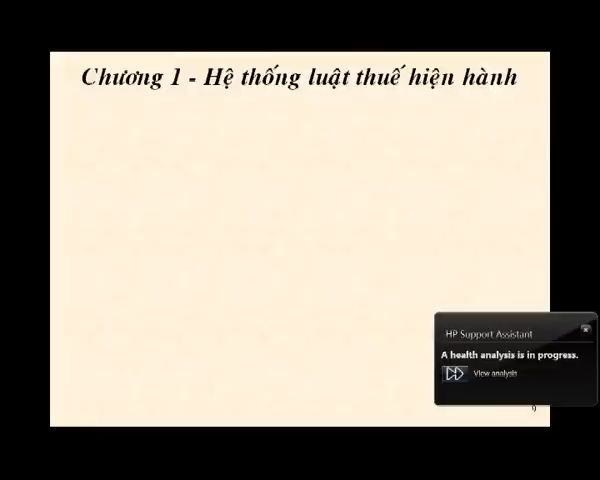 Chương 1 - Hệ thống luật thuế hiện hành
HP Support Assistant
A health analysis is in progress.
View analysis
9